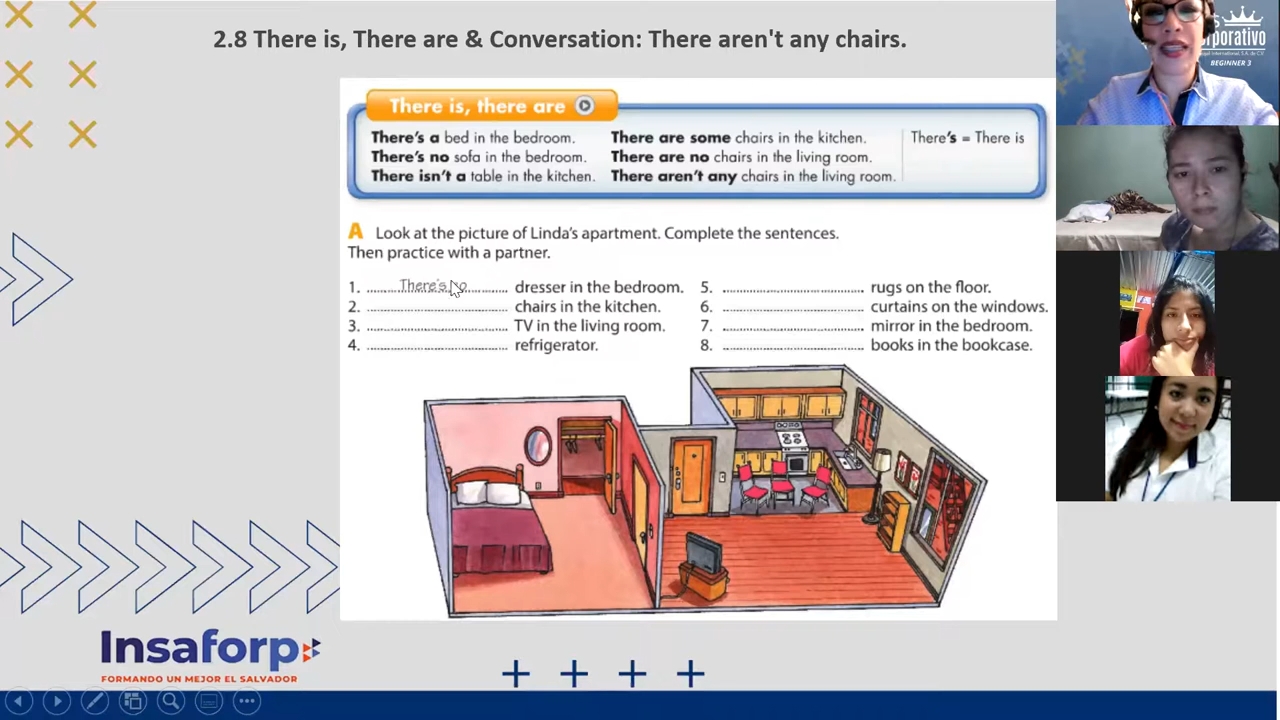 2.8 There is, There are & Conversation: There aren't any chairs.
There is, there are
There's a bed in the bedroom.
There's no sofa in the bedroom.
There isn't a table in the kitchen.
There are some chairs in the kitchen.
There are no chairs in the living room.
There aren't any chairs in the living room.
There's = There is
A Look at the picture of Linda's apartment. Complete the sentences.
Then practice with a partner.
1. There's no dresser in the bedroom.
2. chairs in the kitchen.
3. TV in the living room.
4. refrigerator.
5. rugs on the floor.
6. curtains on the windows.
7. mirror in the bedroom.
8. books in the bookcase.
Insaforp
FORMANDO UN MEJOR EL SALVADOR
BEGINNER 3